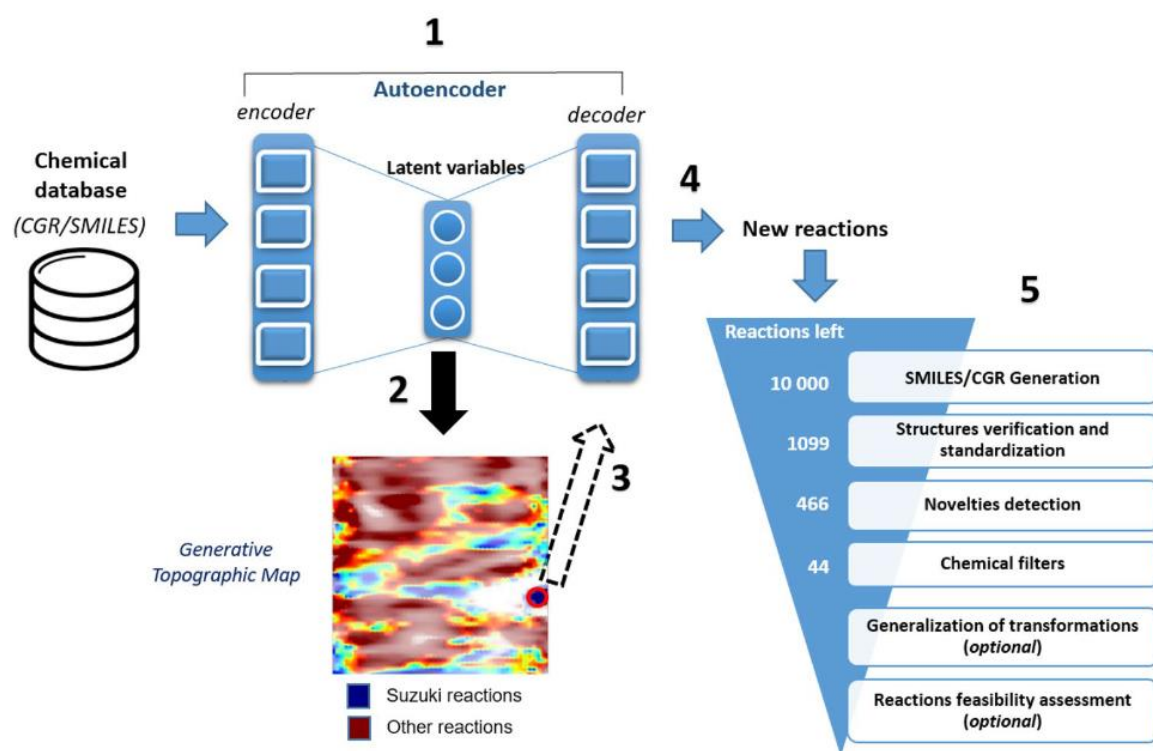 1
Autoencoder
encoder
decoder
Chemical
database
(CGR/SMILES)
Latent variables
4
New reactions
2
3
Generative
Topographic Map
Suzuki reactions
Other reactions
5
Reactions left
10 000
SMILES/CGR Generation
1099
Structures verification and
standardization
466
Novelties detection
44
Chemical filters
Generalization of transformations
(optional)
Reactions feasibility assessment
(optional)